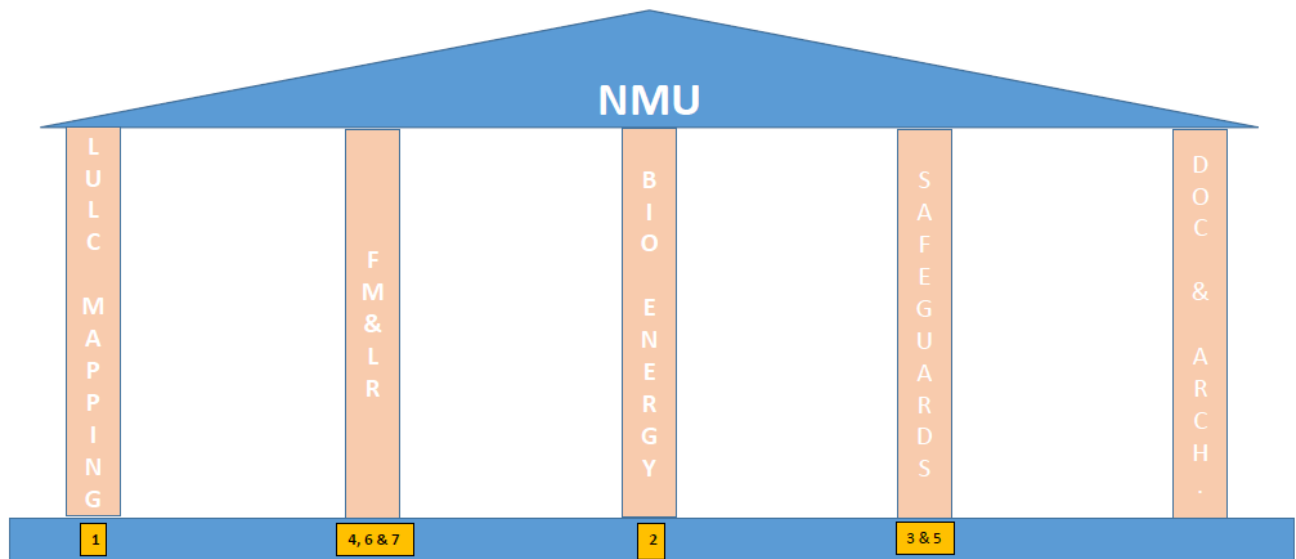 NMU
LULC MAPPING
FM&LR
BIO ENERGY
SAFEGUARDS
DOC & ARCH.
1
4, 6 & 7
2
3 & 5